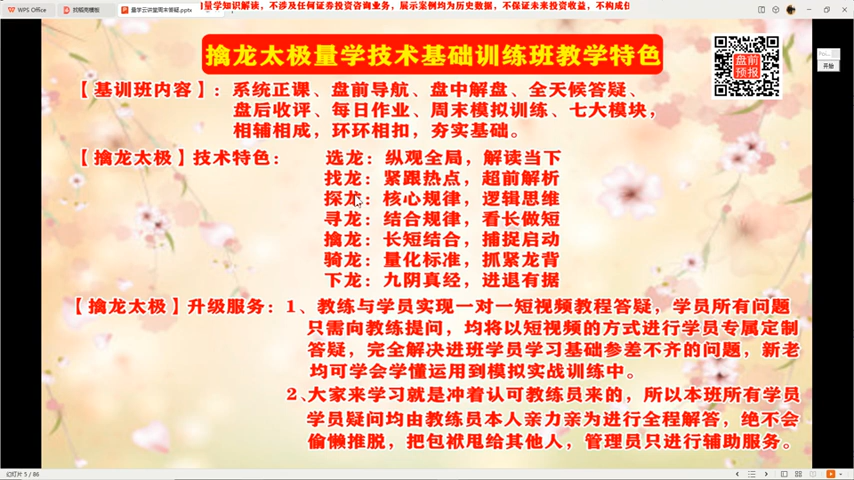 WPS Office
找稿壳模板
量学云讲堂周末答疑.pptx
量学知识解读，不涉及任何证券投资咨询业务，展示案例均为历史数据，不保证未来投资收益，不构成任
擒龙太极量学技术基础训练班教学特色
盘前
预报
开始
【基训班内容】：系统正课、盘前导航、盘中解盘、全天候答疑、
盘后收评、每日作业、周末模拟训练、七大模块，
相辅相成，环环相扣，夯实基础。
【擒龙太极】技术特色： 选龙：纵观全局，解读当下
找龙：紧跟热点，超前解析
探龙：核心规律，逻辑思维
寻龙：结合规律，看长做短
擒龙：长短结合，捕捉启动
骑龙：量化标准，抓紧龙背
下龙：九阴真经，进退有据
【擒龙太极】升级服务：1、教练与学员实现一对一短视频教程答疑，学员所有问题
只需向教练提问，均将以短视频的方式进行学员专属定制
答疑，完全解决进班学员学习基础参差不齐的问题，新老
均可学会学懂运用到模拟实战训练中。
2、大家来学习就是冲着认可教练员来的，所以本班所有学员
学员疑问均由教练员本人亲力亲为进行全程解答，绝不会
偷懒推脱，把包袱甩给其他人，管理员只进行辅助服务。
幻灯片 5 / 86